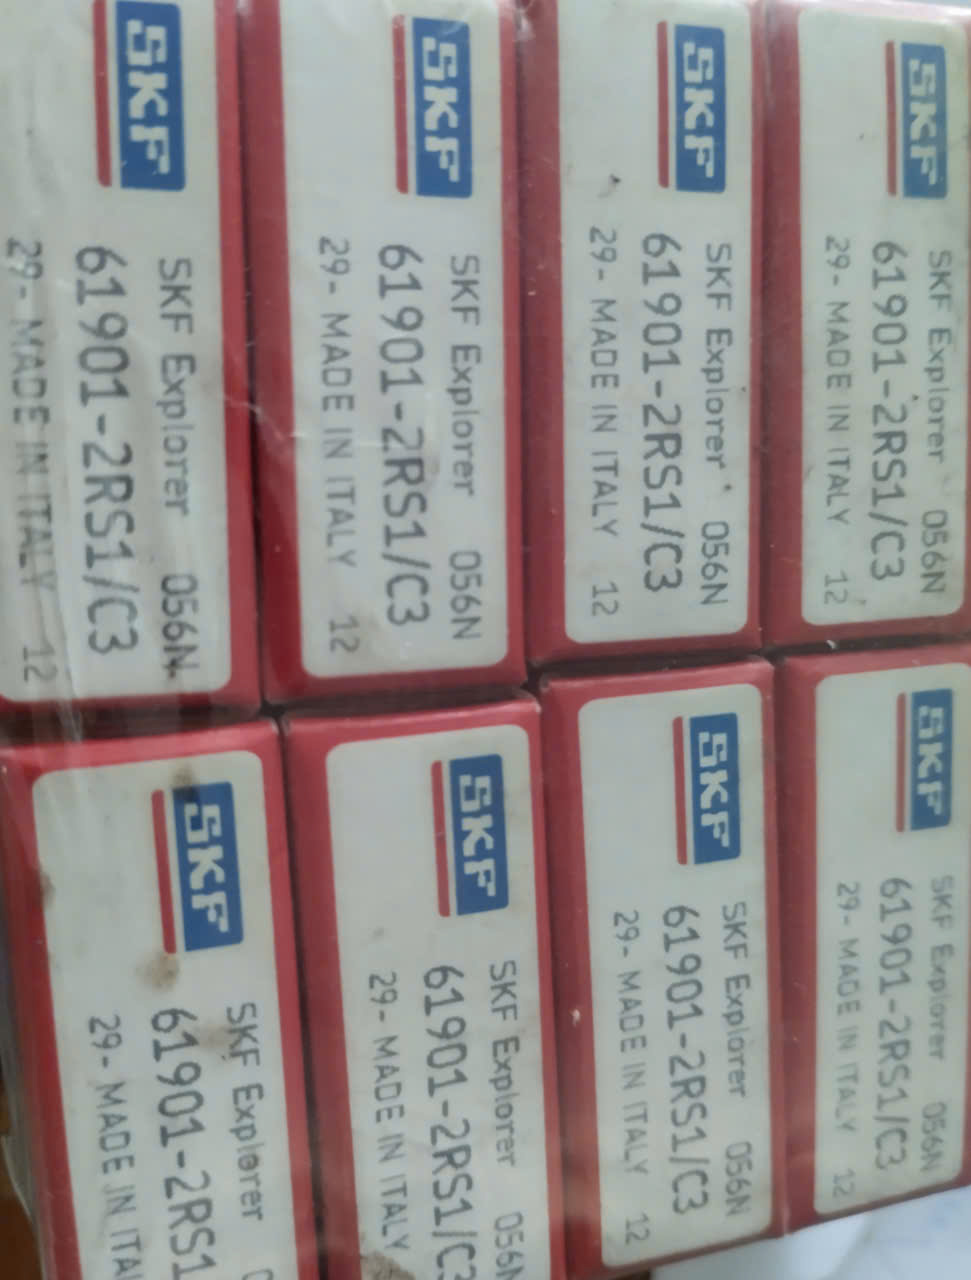 SKF
SKF Explorer 056N
61901-2RS1/C3
29- MADE IN ITALY 12
SKF
SKF Explorer 056N
61901-2RS1/C3
29- MADE IN ITALY 12
SKF
SKF Explorer 056N
61901-2RS1/C3
29- MADE IN ITALY 12
SKF
SKF Explorer 056N
61901-2RS1/C3
29- MADE IN ITALY 12
SKF
SKF Explorer 056N
61901-2RS1/C3
29- MADE IN ITALY 12
SKF
SKF Explorer 056N
61901-2RS1/C3
29- MADE IN ITALY 12
SKF
SKF Explorer 056N
61901-2RS1/C3
29- MADE IN ITALY
SKF
SKF Explorer
61901-2RS1
29- MADE IN